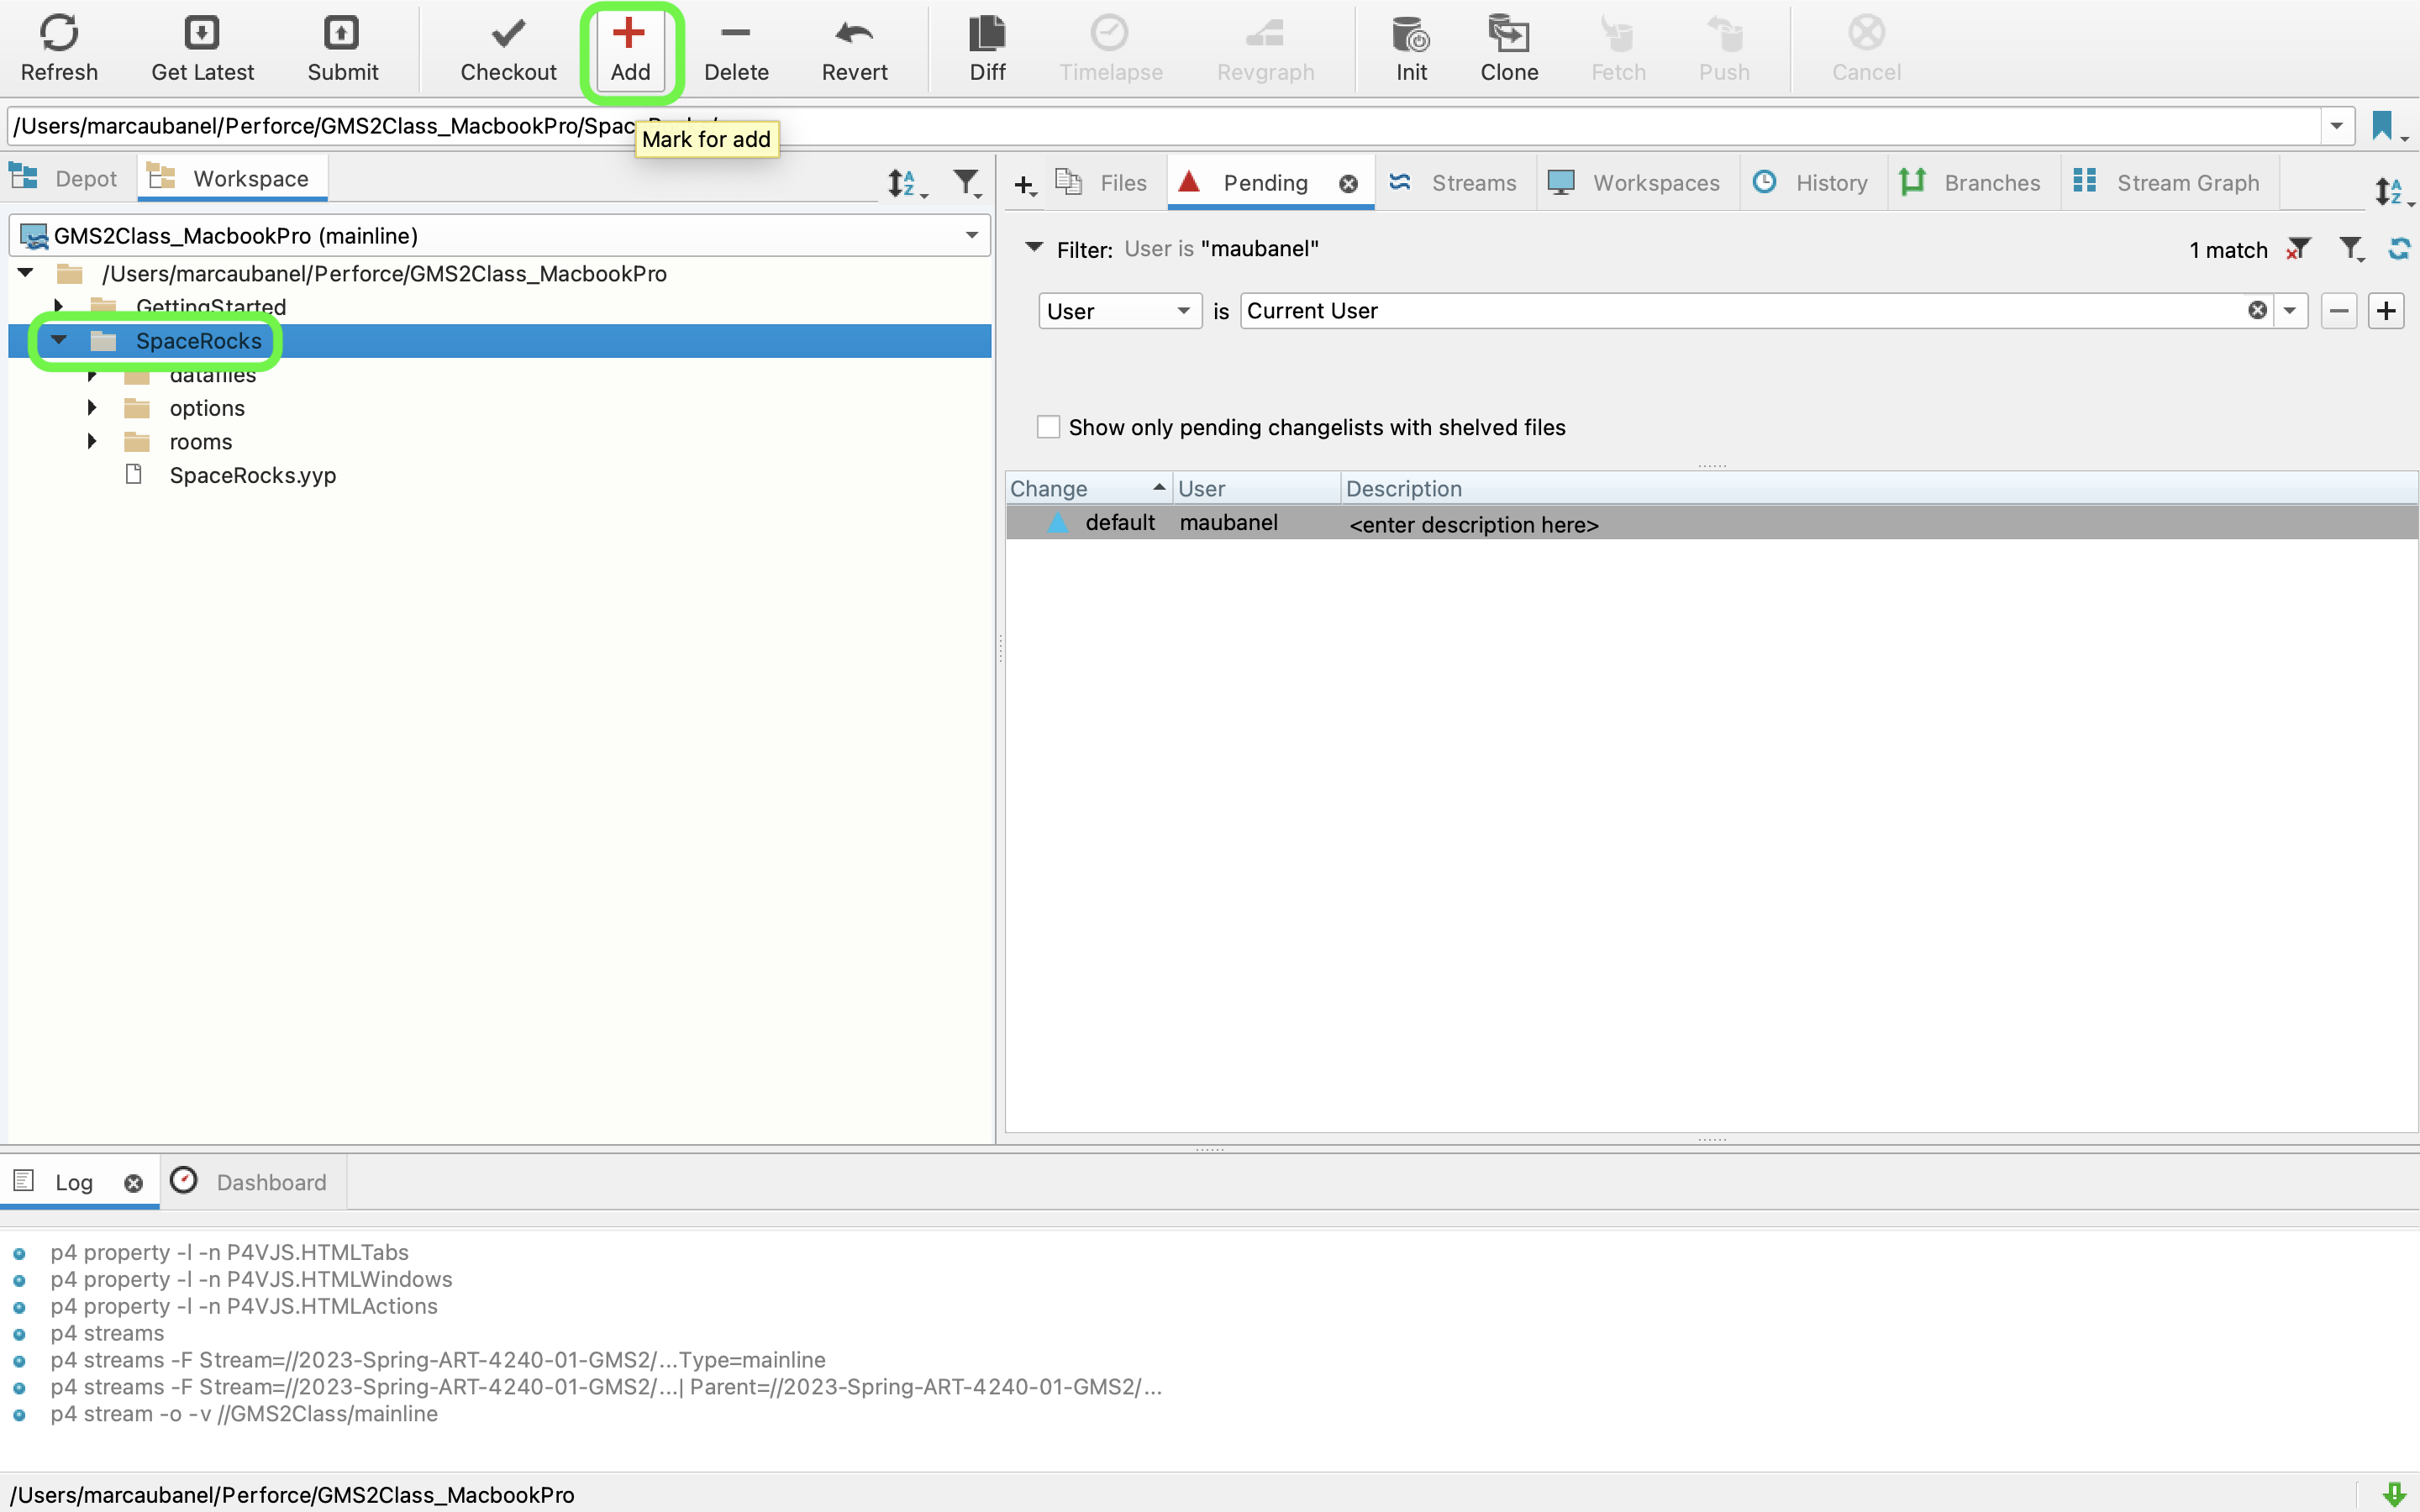 Refresh Get Latest Submit Checkout Add Delete Revert Diff Timelapse Revgraph Init Clone Fetch Push Cancel
/Users/marcaubanel/Perforce/GMS2Class_MacbookPro/Spac
Mark for add
Depot Workspace
GMS2Class_MacbookPro (mainline)
/Users/marcaubanel/Perforce/GMS2Class_MacbookPro
GettingStarted
SpaceRocks
datafiles
options
rooms
SpaceRocks.yyp
Files Pending Streams Workspaces History Branches Stream Graph
Filter: User is "maubanel" 1 match
User is Current User
Show only pending changelists with shelved files
Change User Description
default maubanel <enter description here>
Log Dashboard
p4 property -l -n P4VJS.HTMLTabs
p4 property -l -n P4VJS.HTMLWindows
p4 property -l -n P4VJS.HTMLActions
p4 streams
p4 streams -F Stream=//2023-Spring-ART-4240-01-GMS2/...Type=mainline
p4 streams -F Stream=//2023-Spring-ART-4240-01-GMS2/...| Parent=//2023-Spring-ART-4240-01-GMS2/...
p4 stream -o -v //GMS2Class/mainline
/Users/marcaubanel/Perforce/GMS2Class_MacbookPro